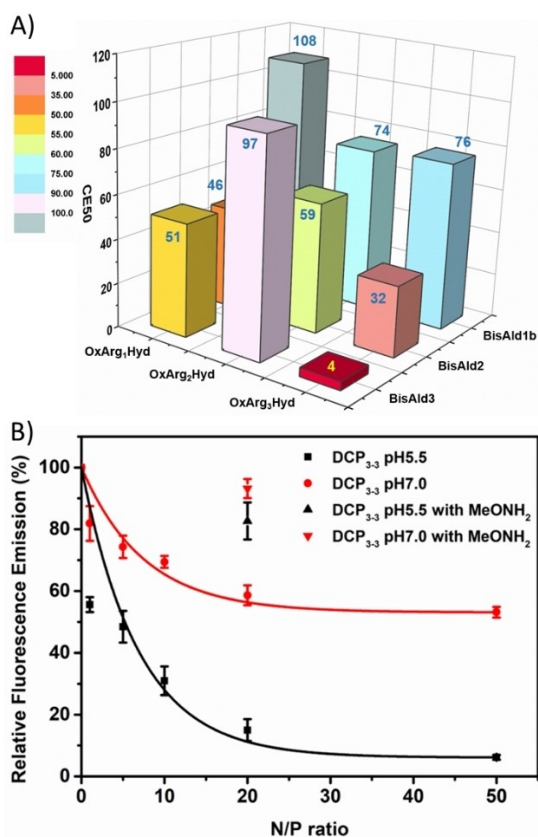 A)
5.000
35.00
50.00
55.00
60.00
75.00
90.00
100.0
CE50
120
100
80
60
40
20
0
108
74
76
46
97
59
51
32
4
OxArg₁Hyd
OxArg₂Hyd
OxArg₃Hyd
BisAld1b
BisAld2
BisAld3
B)
Relative Fluorescence Emission (%)
100
80
60
40
20
0
DCP₃₋₃ pH5.5
DCP₃₋₃ pH7.0
DCP₃₋₃ pH5.5 with MeONH₂
DCP₃₋₃ pH7.0 with MeONH₂
0 10 20 30 40 50
N/P ratio